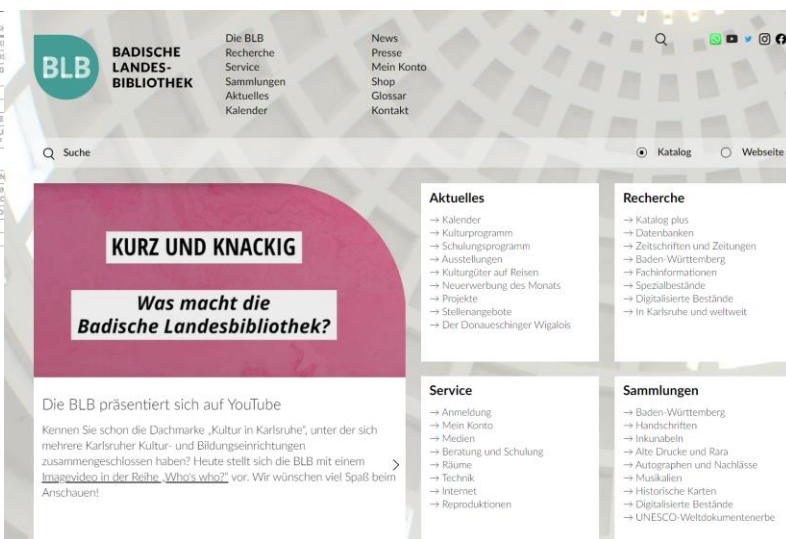 BLB
BADISCHE
LANDES-
BIBLIOTHEK
Die BLB
Recherche
Service
Sammlungen
Aktuelles
Kalender
News
Presse
Mein Konto
Shop
Glossar
Kontakt
Suche
Katalog
Webseite
KURZ UND KNACKIG
Was macht die
Badische Landesbibliothek?
Die BLB präsentiert sich auf YouTube
Kennen Sie schon die Dachmarke „Kultur in Karlsruhe“, unter der sich
mehrere Karlsruher Kultur- und Bildungseinrichtungen
zusammengeschlossen haben? Heute stellt sich die BLB mit einem
Imagevideo in der Reihe „Who's who?" vor. Wir wünschen viel Spaß beim
Anschauen!
Aktuelles
→ Kalender
→ Kulturprogramm
→ Schulungsprogramm
→ Ausstellungen
→ Kulturgüter auf Reisen
→ Neuerwerbung des Monats
→ Projekte
→ Stellenangebote
→ Der Donaueschinger Wigalois
Recherche
→ Katalog plus
→ Datenbanken
→ Zeitschriften und Zeitungen
→ Baden-Württemberg
→ Fachinformationen
→ Spezialbestände
→ Digitalisierte Bestände
→ In Karlsruhe und weltweit
Service
→ Anmeldung
→ Mein Konto
→ Medien
→ Beratung und Schulung
→ Räume
→ Technik
→ Internet
→ Reproduktionen
Sammlungen
→ Baden-Württemberg
→ Handschriften
→ Inkunabeln
→ Alte Drucke und Rara
→ Autographen und Nachlässe
→ Musikalien
→ Historische Karten
→ Digitalisierte Bestände
→ UNESCO-Weltdokumentenerbe